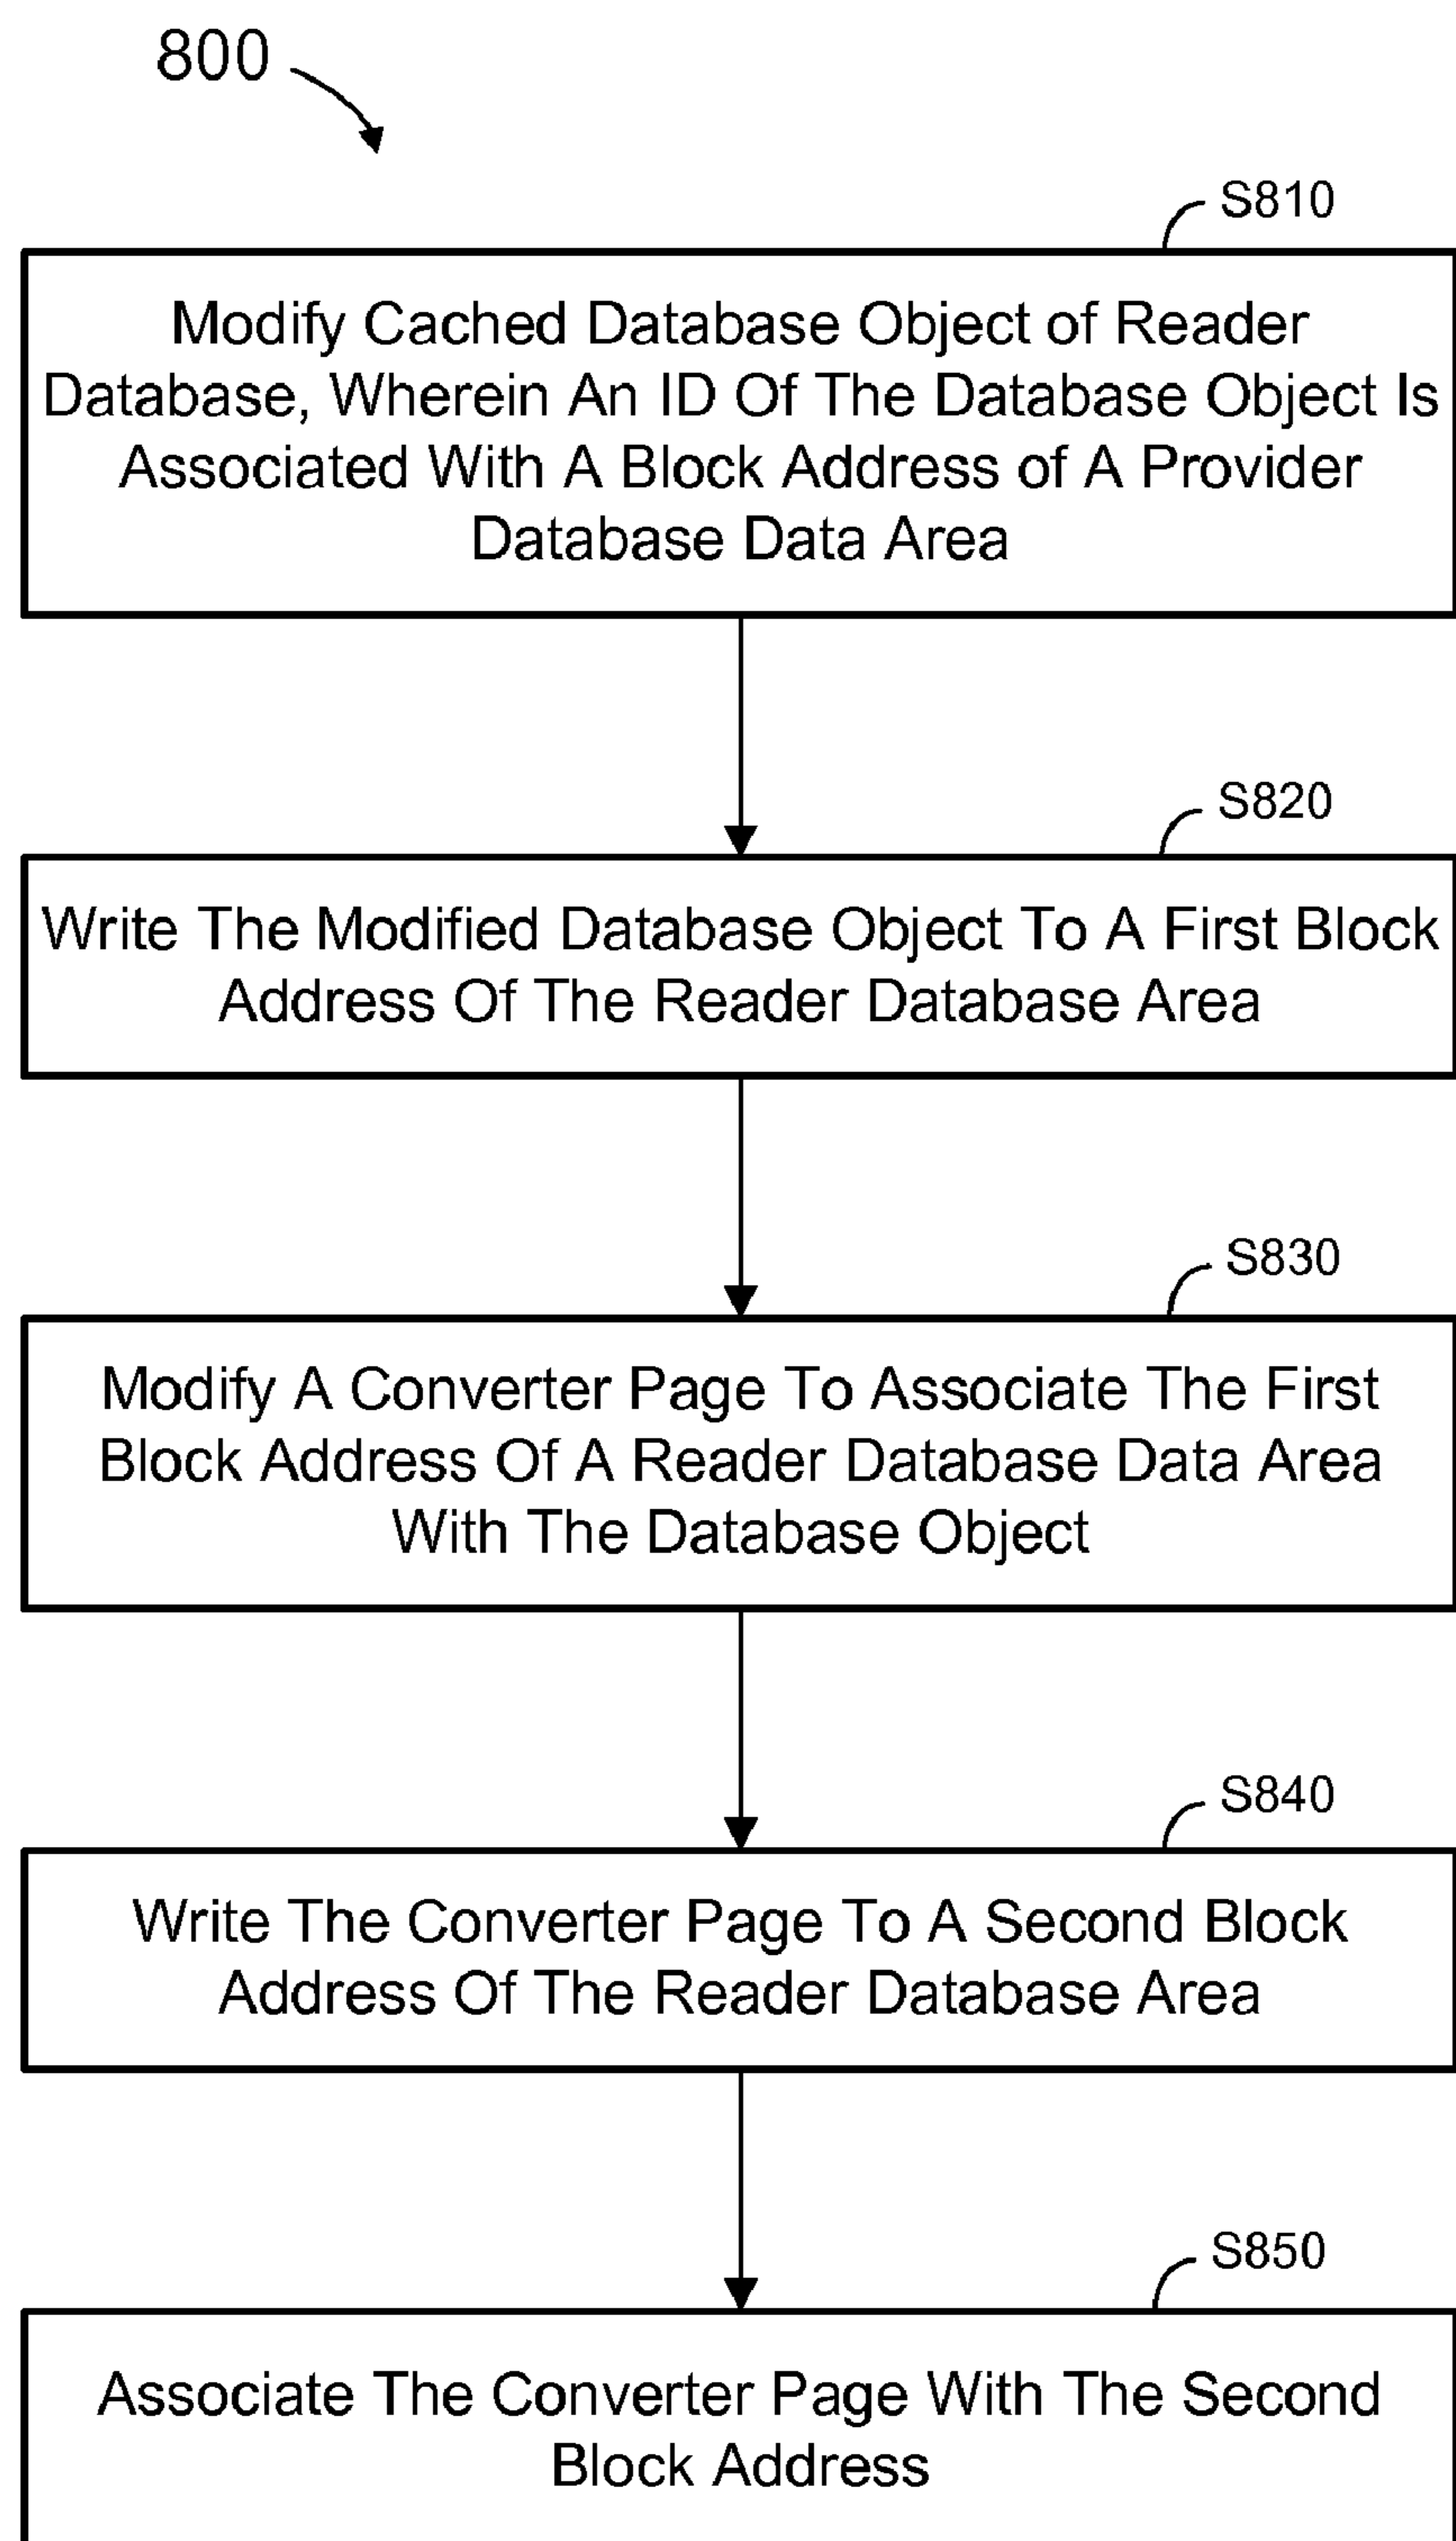 800
S810
Modify Cached Database Object of Reader
Database, Wherein An ID Of The Database Object Is
Associated With A Block Address of A Provider
Database Data Area
S820
Write The Modified Database Object To A First Block
Address Of The Reader Database Area
S830
Modify A Converter Page To Associate The First
Block Address Of A Reader Database Data Area
With The Database Object
S840
Write The Converter Page To A Second Block
Address Of The Reader Database Area
S850
Associate The Converter Page With The Second
Block Address